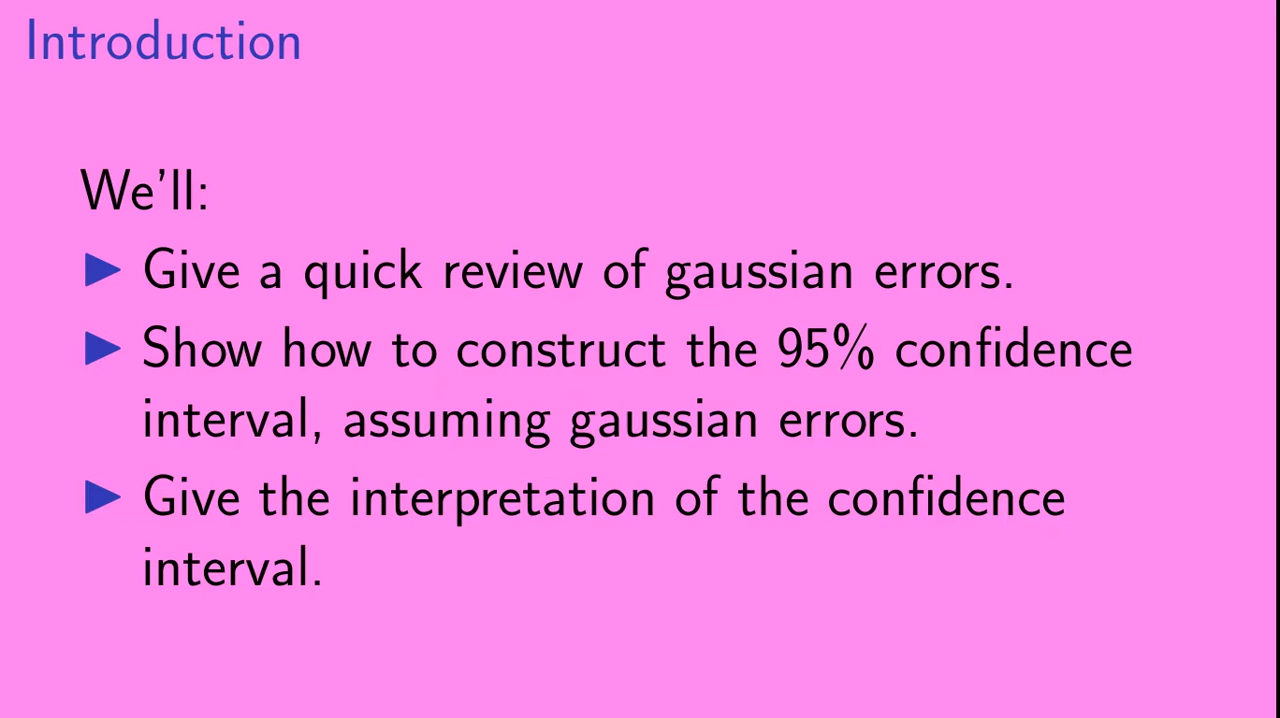 Introduction
We'll:
▶ Give a quick review of gaussian errors.
▶ Show how to construct the 95% confidence
interval, assuming gaussian errors.
▶ Give the interpretation of the confidence
interval.